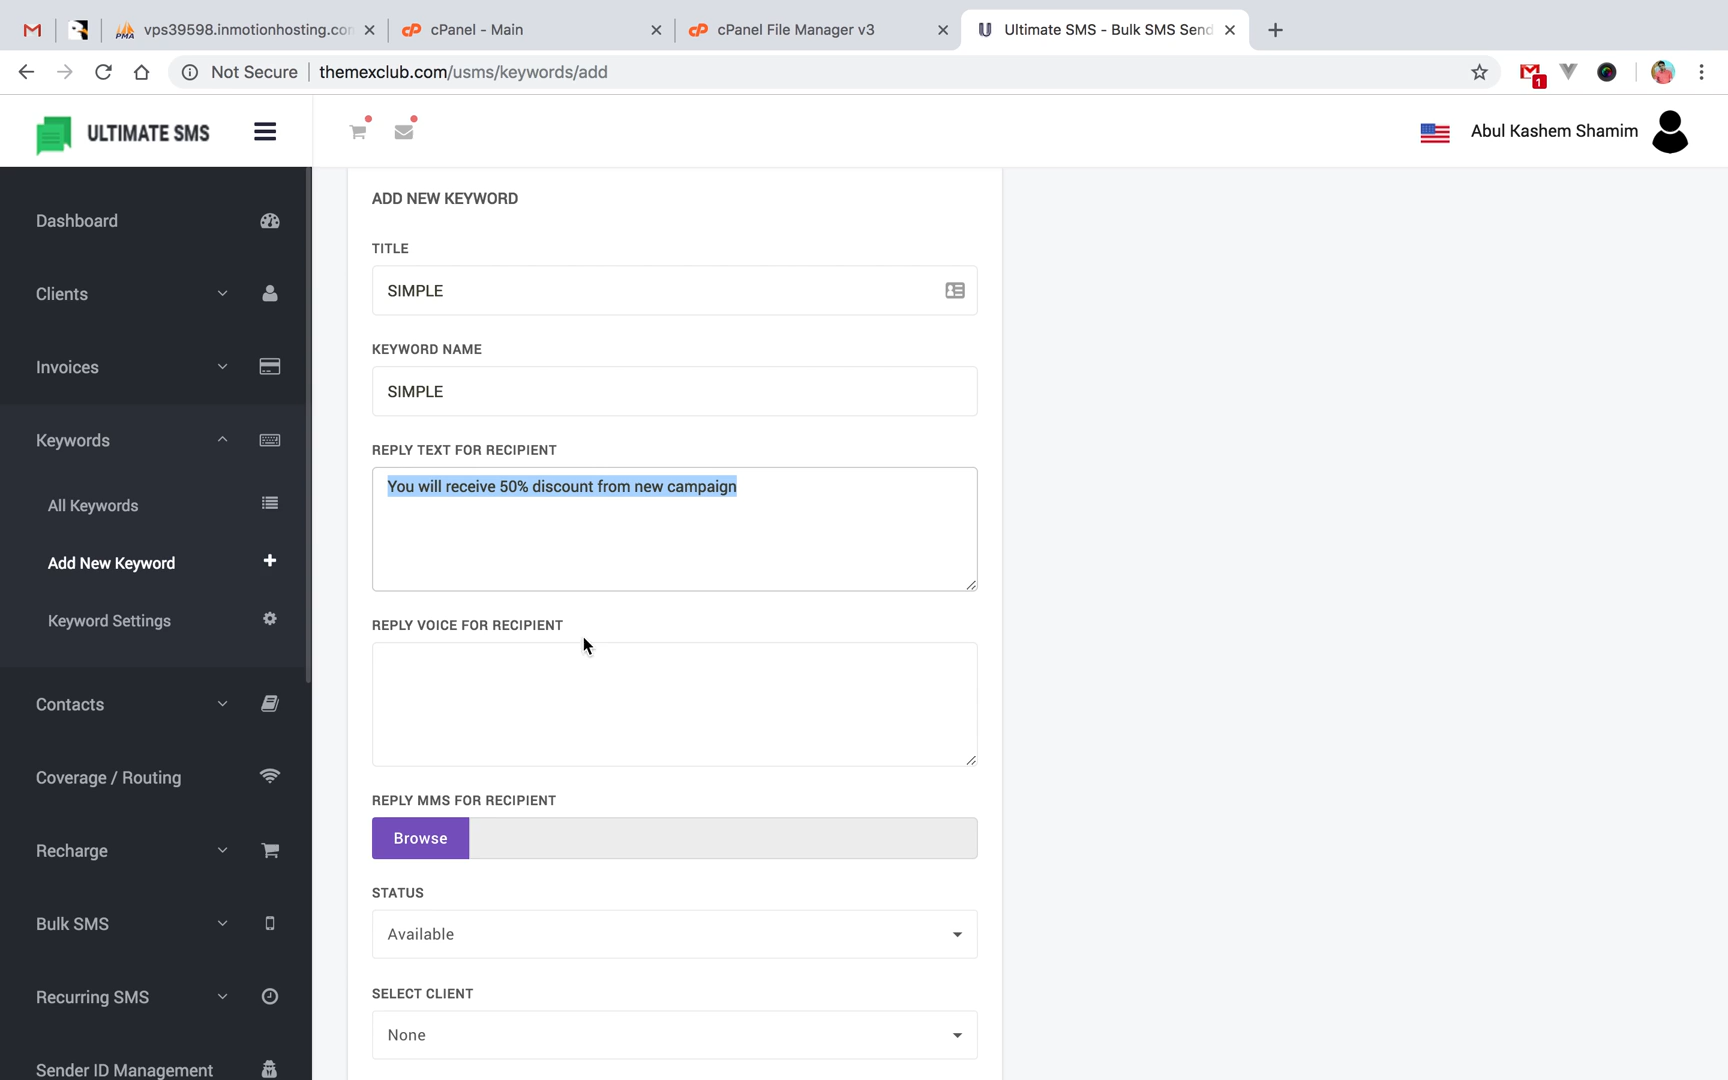 vps39598.inmotionhosting.con
cPanel - Main
cPanel File Manager v3
Ultimate SMS - Bulk SMS Send
Not Secure
themexclub.com/usms/keywords/add
1
ULTIMATE SMS
Abul Kashem Shamim
Dashboard
Clients
Invoices
Keywords
All Keywords
Add New Keyword
Keyword Settings
Contacts
Coverage / Routing
Recharge
Bulk SMS
Recurring SMS
Sender ID Management
ADD NEW KEYWORD
TITLE
SIMPLE
KEYWORD NAME
SIMPLE
REPLY TEXT FOR RECIPIENT
You will receive 50% discount from new campaign
REPLY VOICE FOR RECIPIENT
REPLY MMS FOR RECIPIENT
Browse
STATUS
Available
SELECT CLIENT
None